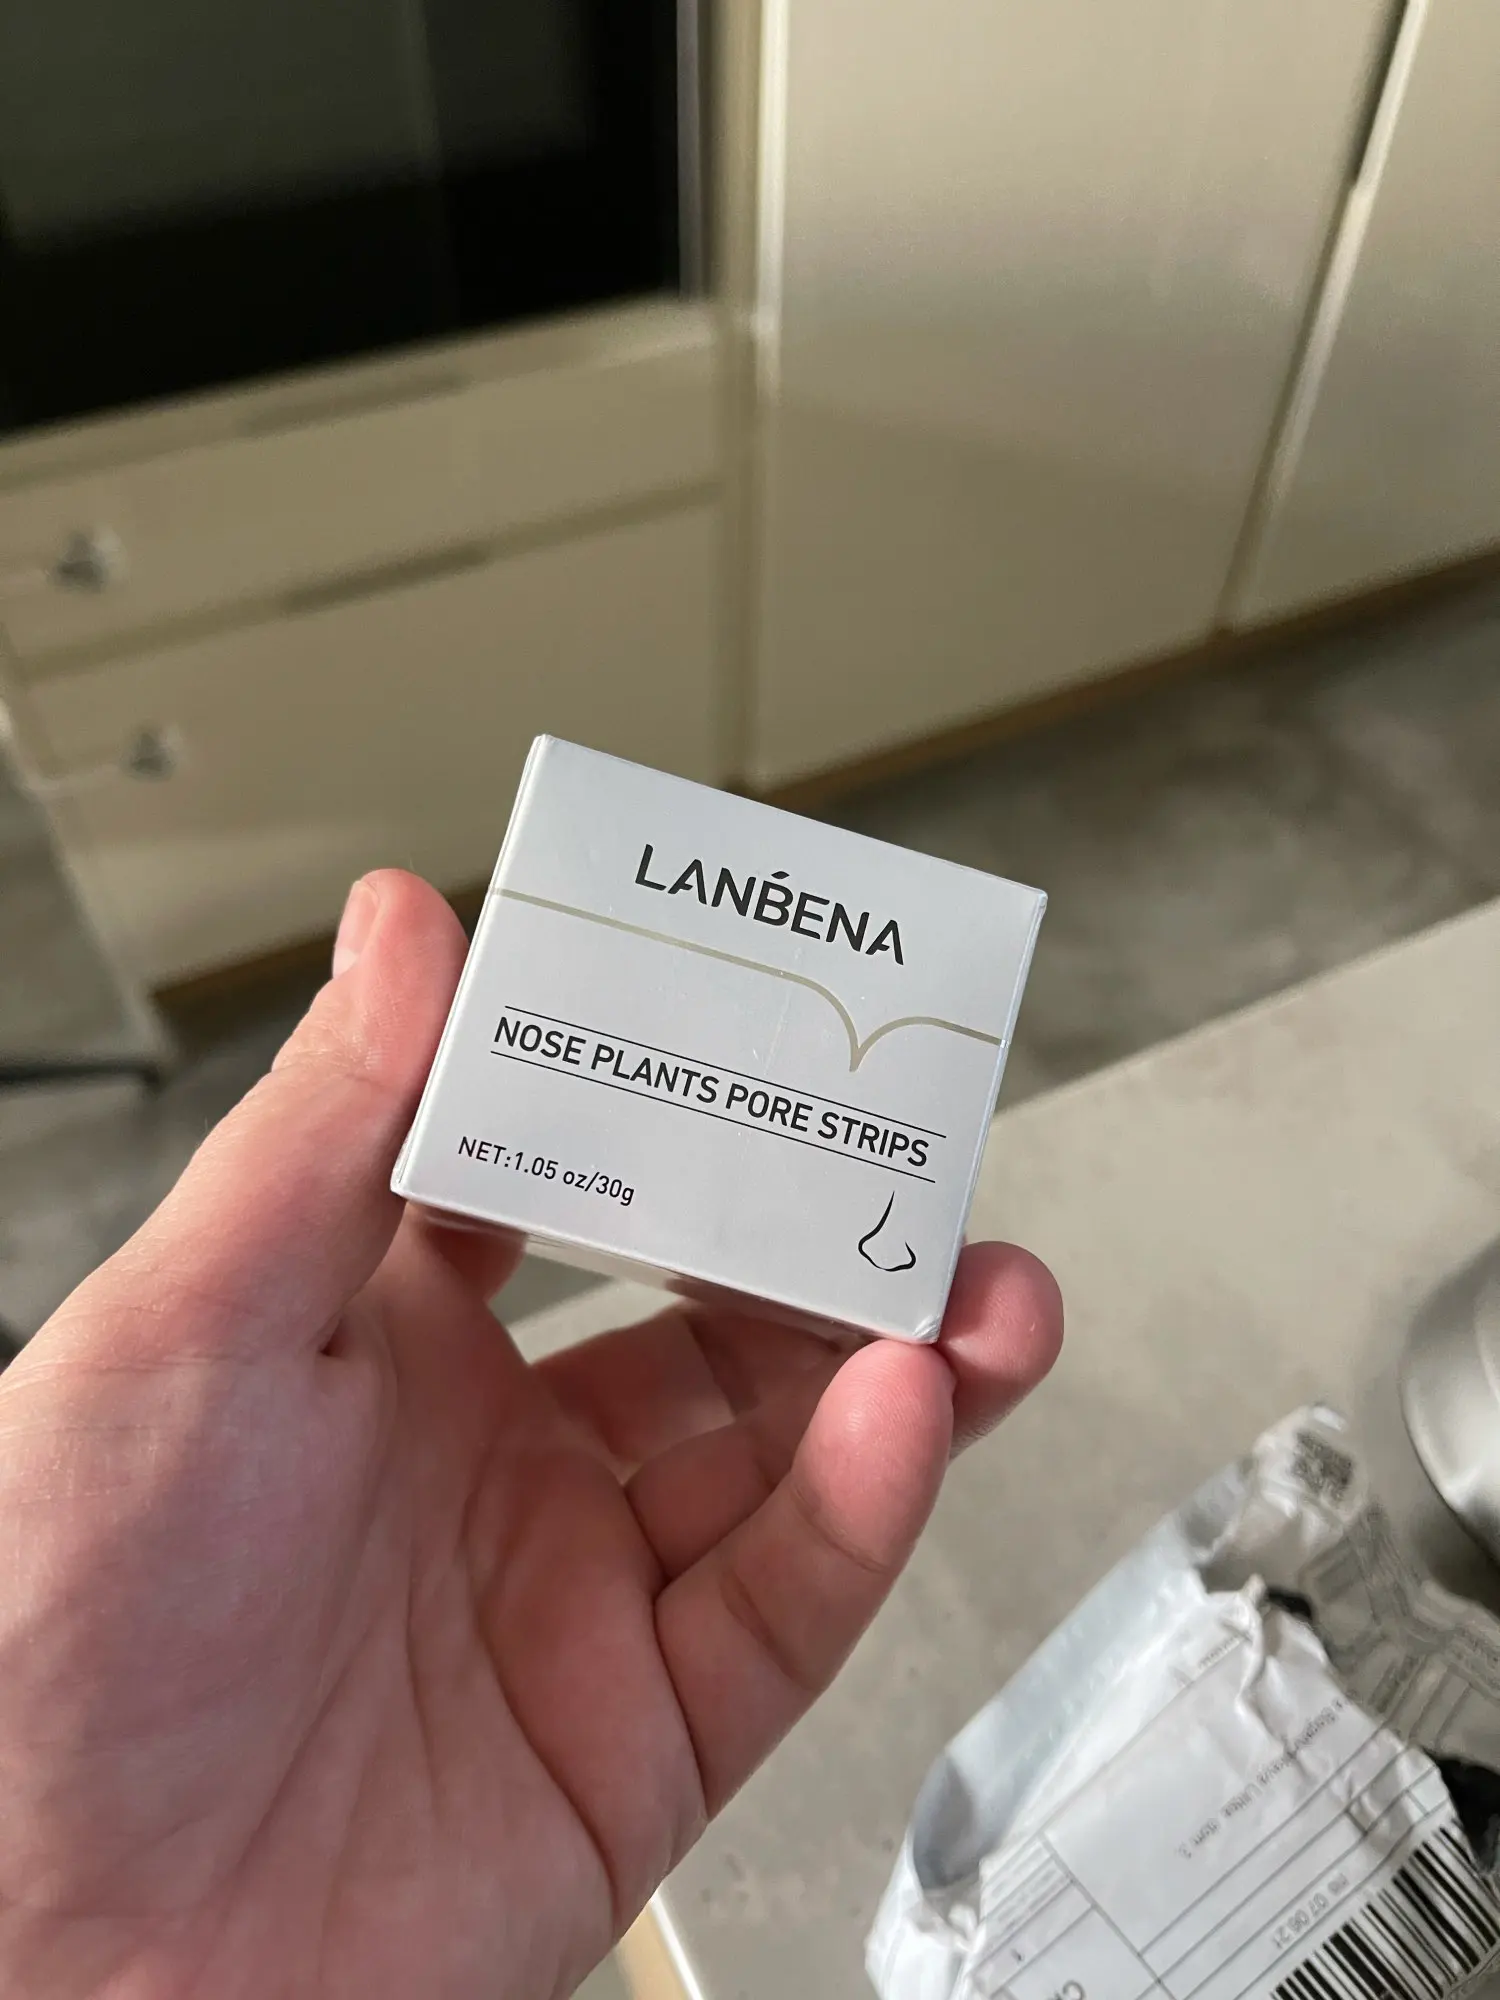 LANBENA
NOSE PLANTS PORE STRIPS
NET:1.05 oz/30g